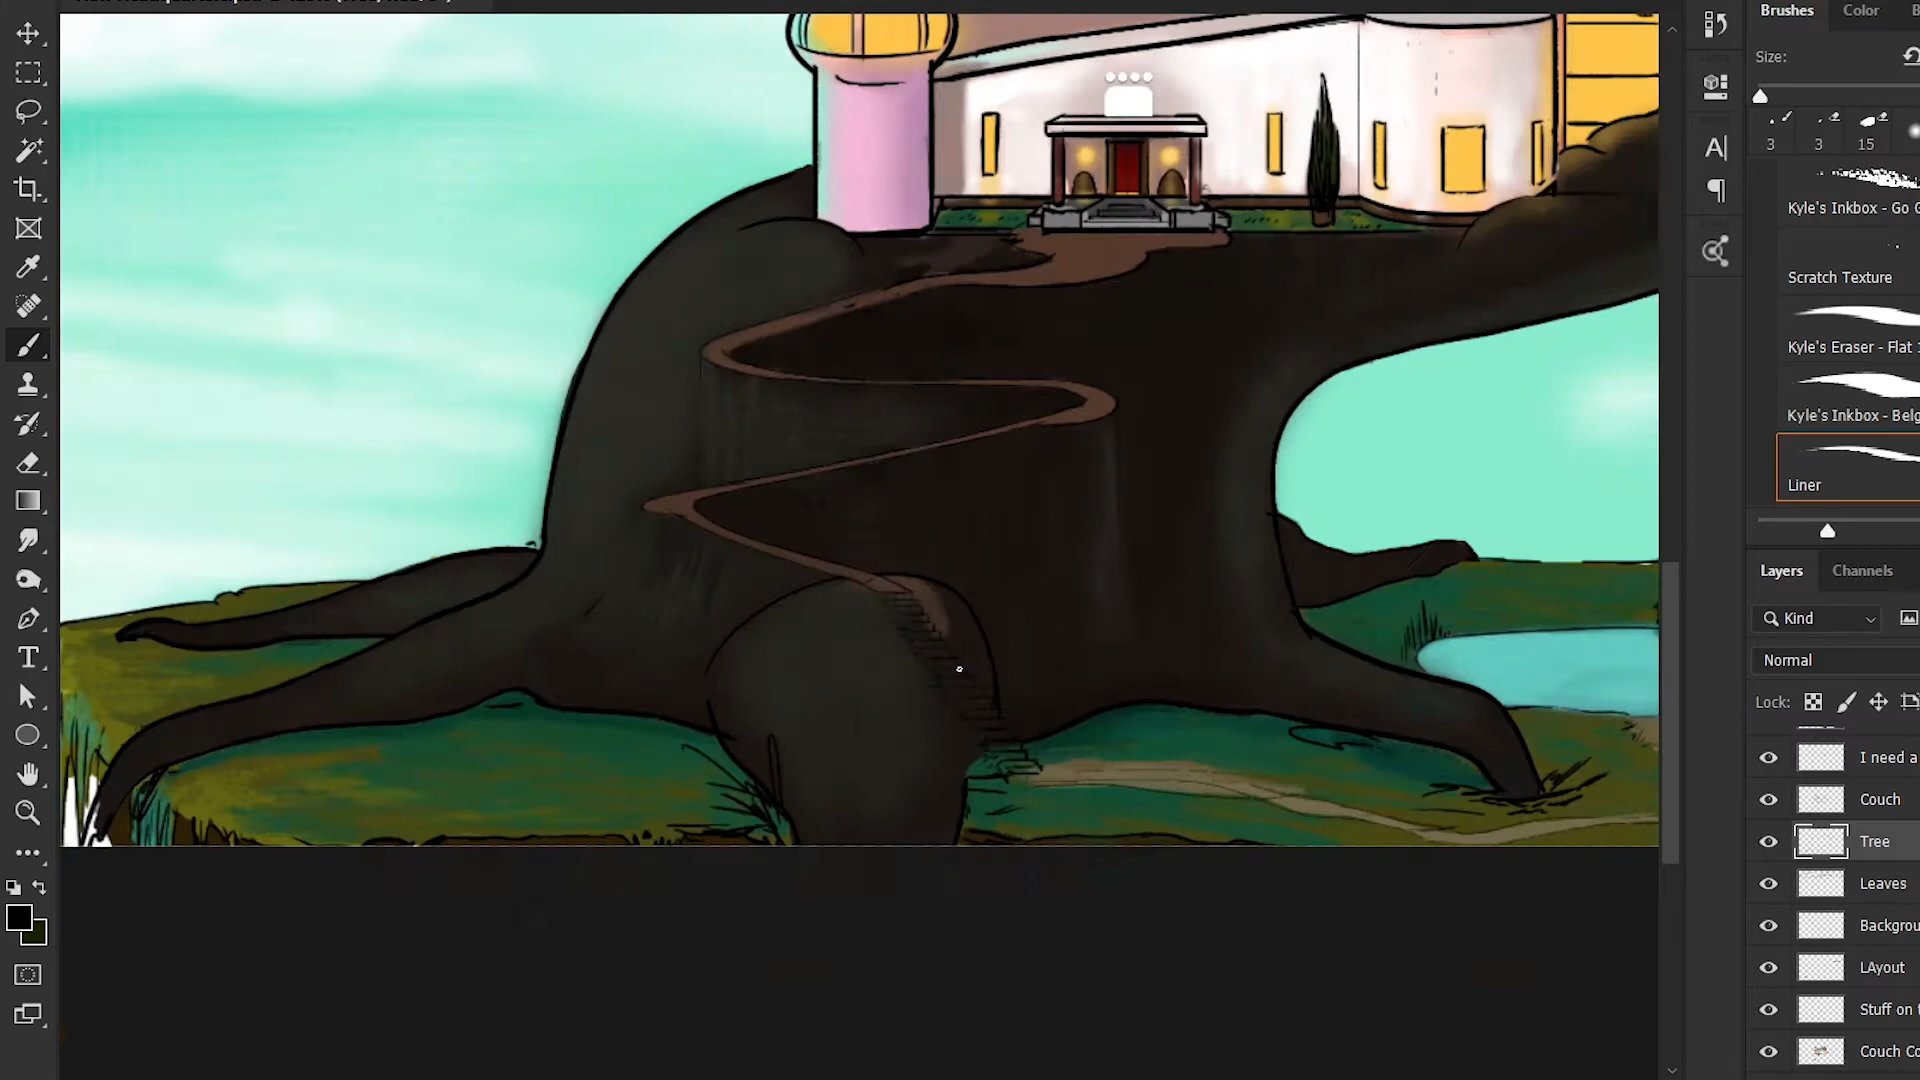 Brushes Color
Size:
3 3 15
Kyle's Inkbox - Go G
Scratch Texture
Kyle's Eraser - Flat
Kyle's Inkbox - Belg
Liner
Layers Channels
Kind
Normal
Lock:
I need a
Couch
Tree
Leaves
Backgrou
LAyout
Stuff on t
Couch Co